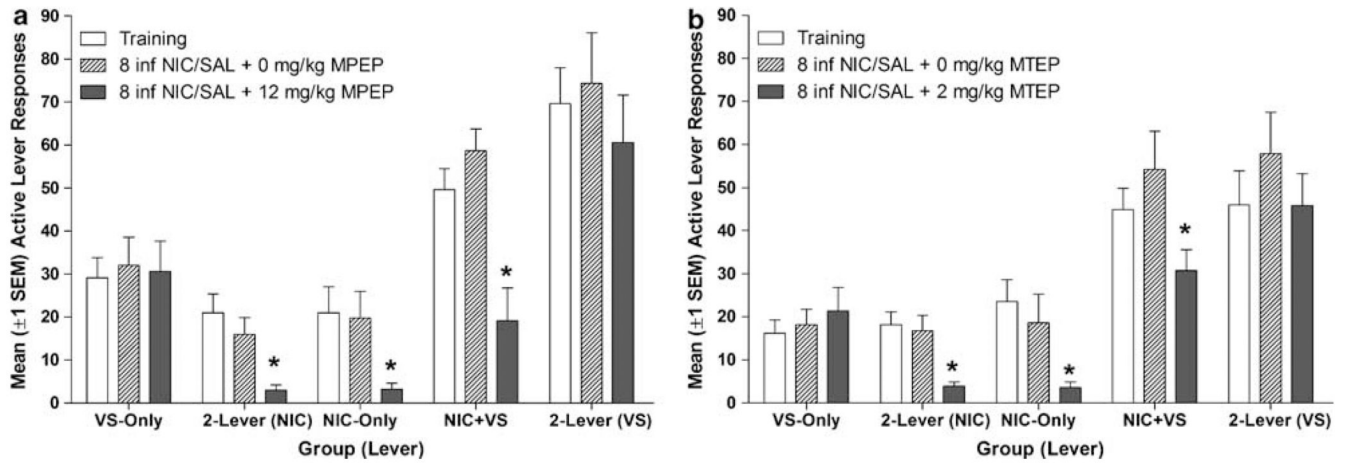 a
Mean (±1 SEM) Active Lever Responses
90
80
70
60
50
40
30
20
10
0
Training
8 inf NIC/SAL + 0 mg/kg MPEP
8 inf NIC/SAL + 12 mg/kg MPEP
*
*
*
VS-Only 2-Lever (NIC) NIC-Only NIC+VS 2-Lever (VS)
Group (Lever)
b
Mean (±1 SEM) Active Lever Responses
90
80
70
60
50
40
30
20
10
0
Training
8 inf NIC/SAL + 0 mg/kg MTEP
8 inf NIC/SAL + 2 mg/kg MTEP
*
*
*
VS-Only 2-Lever (NIC) NIC-Only NIC+VS 2-Lever (VS)
Group (Lever)